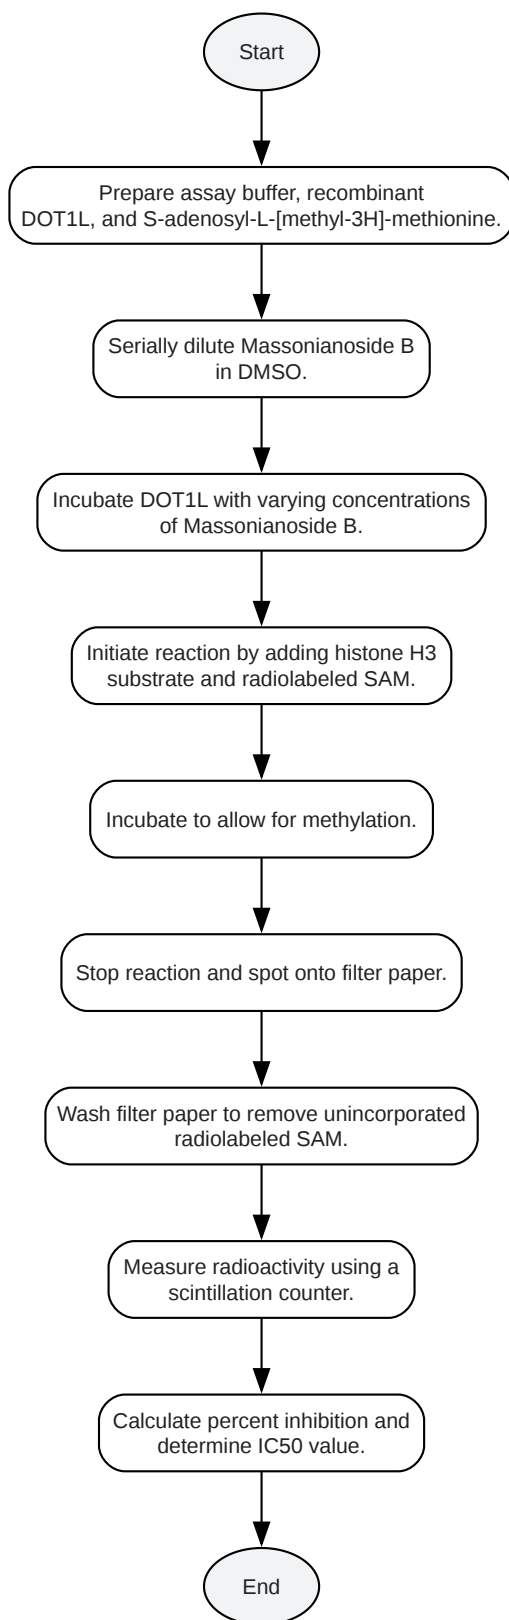 Start
Prepare assay buffer, recombinant
DOT1L, and S-adenosyl-L-[methyl-3H]-methionine.
Serially dilute Massonianoside B
in DMSO.
Incubate DOT1L with varying concentrations
of Massonianoside B.
Initiate reaction by adding histone H3
substrate and radiolabeled SAM.
Incubate to allow for methylation.
Stop reaction and spot onto filter paper.
Wash filter paper to remove unincorporated
radiolabeled SAM.
Measure radioactivity using a
scintillation counter.
Calculate percent inhibition and
determine IC50 value.
End